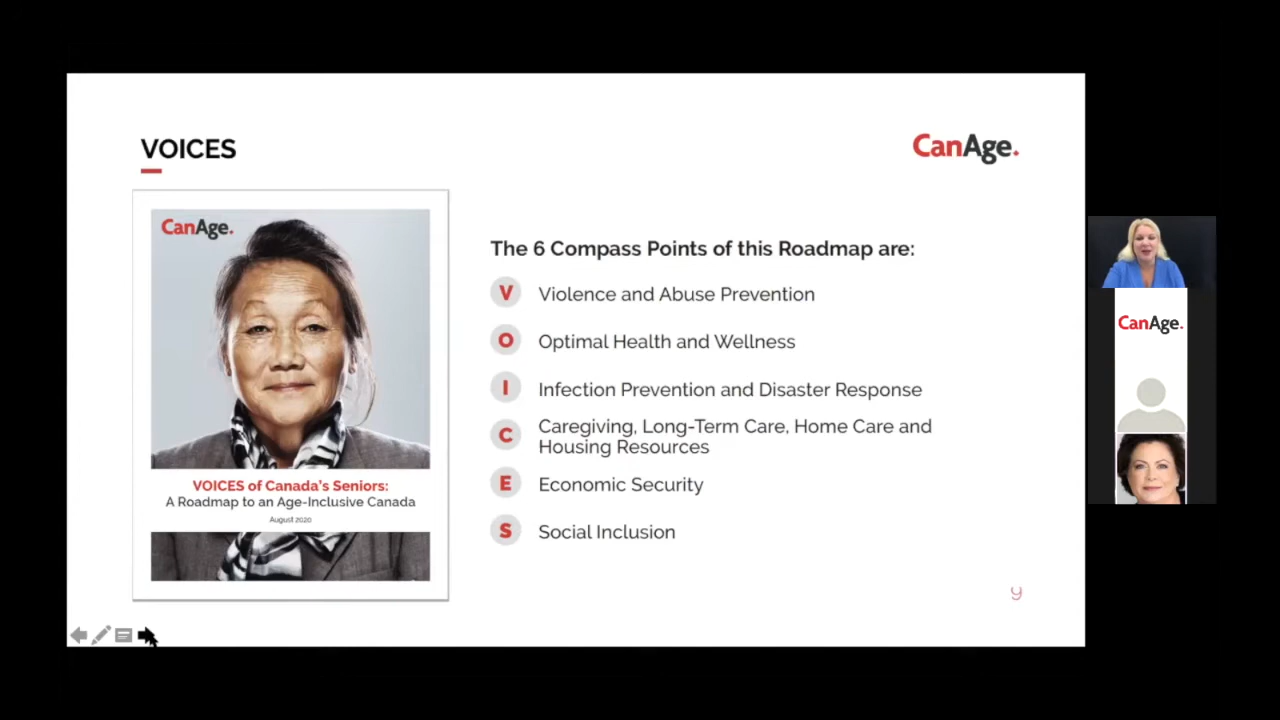 VOICES
CanAge.
CanAge.
VOICES of Canada's Seniors:
A Roadmap to an Age-Inclusive Canada
August 2020
The 6 Compass Points of this Roadmap are:
V Violence and Abuse Prevention
O Optimal Health and Wellness
I Infection Prevention and Disaster Response
C Caregiving, Long-Term Care, Home Care and
Housing Resources
E Economic Security
S Social Inclusion
9
CanAge.